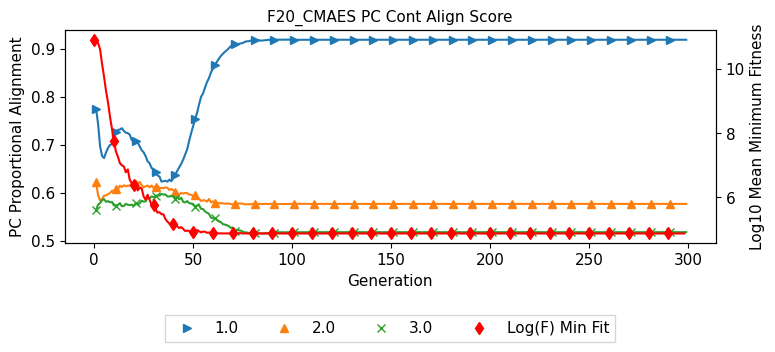 F20_CMAES PC Cont Align Score
PC Proportional Alignment
0.9
0.8
0.7
0.6
0.5
10
8
6
Log10 Mean Minimum Fitness
0 50 100 150 200 250 300
Generation
1.0 2.0 3.0 Log(F) Min Fit